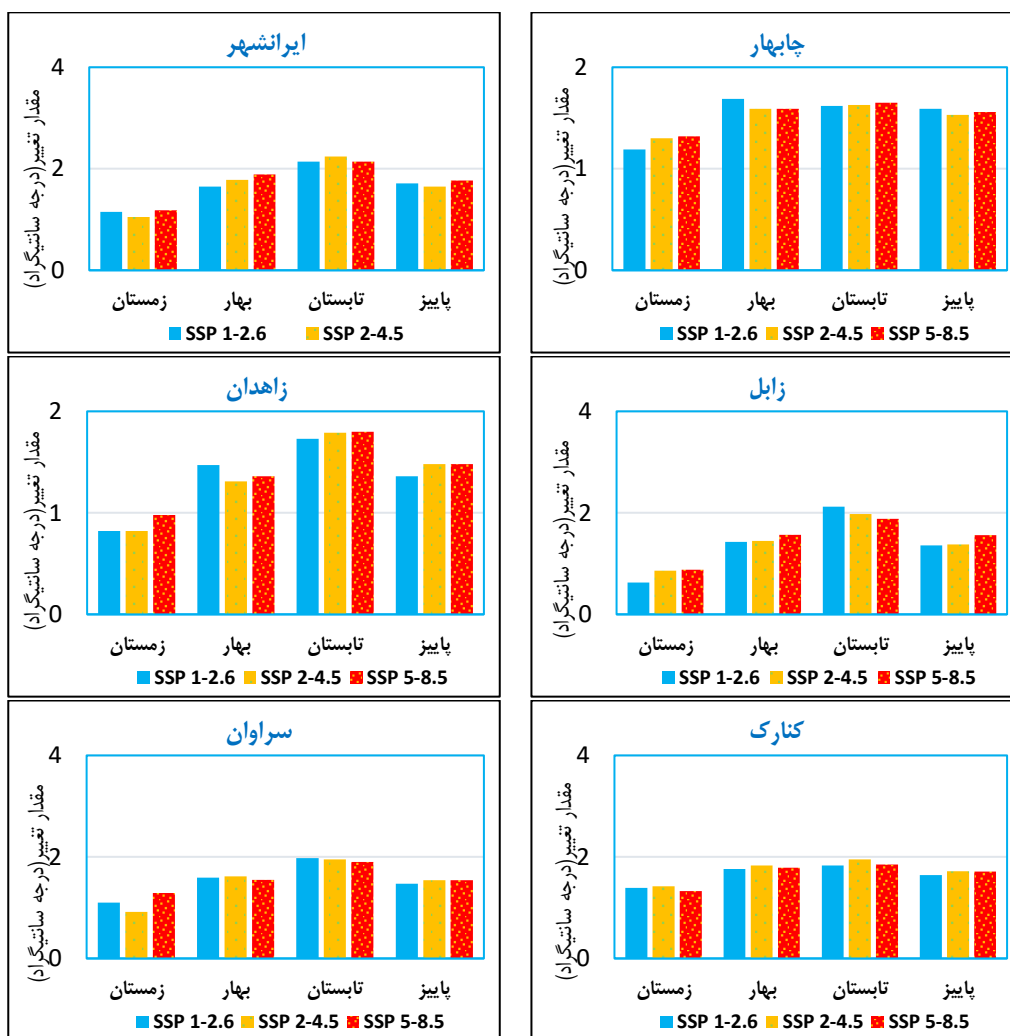 ایرانشهر
مقدار تغییر(درجه سانتیگراد)
4
2
0
زمستان بهار تابستان پاییز
SSP 1-2.6 SSP 2-4.5
چابهار
مقدار تغییر(درجه سانتیگراد)
2
1
0
زمستان بهار تابستان پاییز
SSP 1-2.6 SSP 2-4.5 SSP 5-8.5
زاهدان
مقدار تغییر(درجه سانتیگراد)
2
1
0
زمستان بهار تابستان پاییز
SSP 1-2.6 SSP 2-4.5 SSP 5-8.5
زابل
مقدار تغییر(درجه سانتیگراد)
4
2
0
زمستان بهار تابستان پاییز
SSP 1-2.6 SSP 2-4.5 SSP 5-8.5
سراوان
مقدار تغییر(درجه سانتیگراد)
4
2
0
زمستان بهار تابستان پاییز
SSP 1-2.6 SSP 2-4.5 SSP 5-8.5
کنارک
مقدار تغییر(درجه سانتیگراد)
4
2
0
زمستان بهار تابستان پاییز
SSP 1-2.6 SSP 2-4.5 SSP 5-8.5